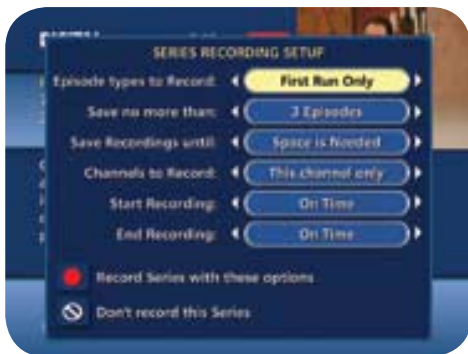 SERIES RECORDING SETUP
Episode types to Record: First Run Only
Save no more than: 3 Episodes
Save Recordings until: Space is Needed
Channels to Record: This channel only
Start Recording: On Time
End Recording: On Time
Record Series with these options
Don't record this Series